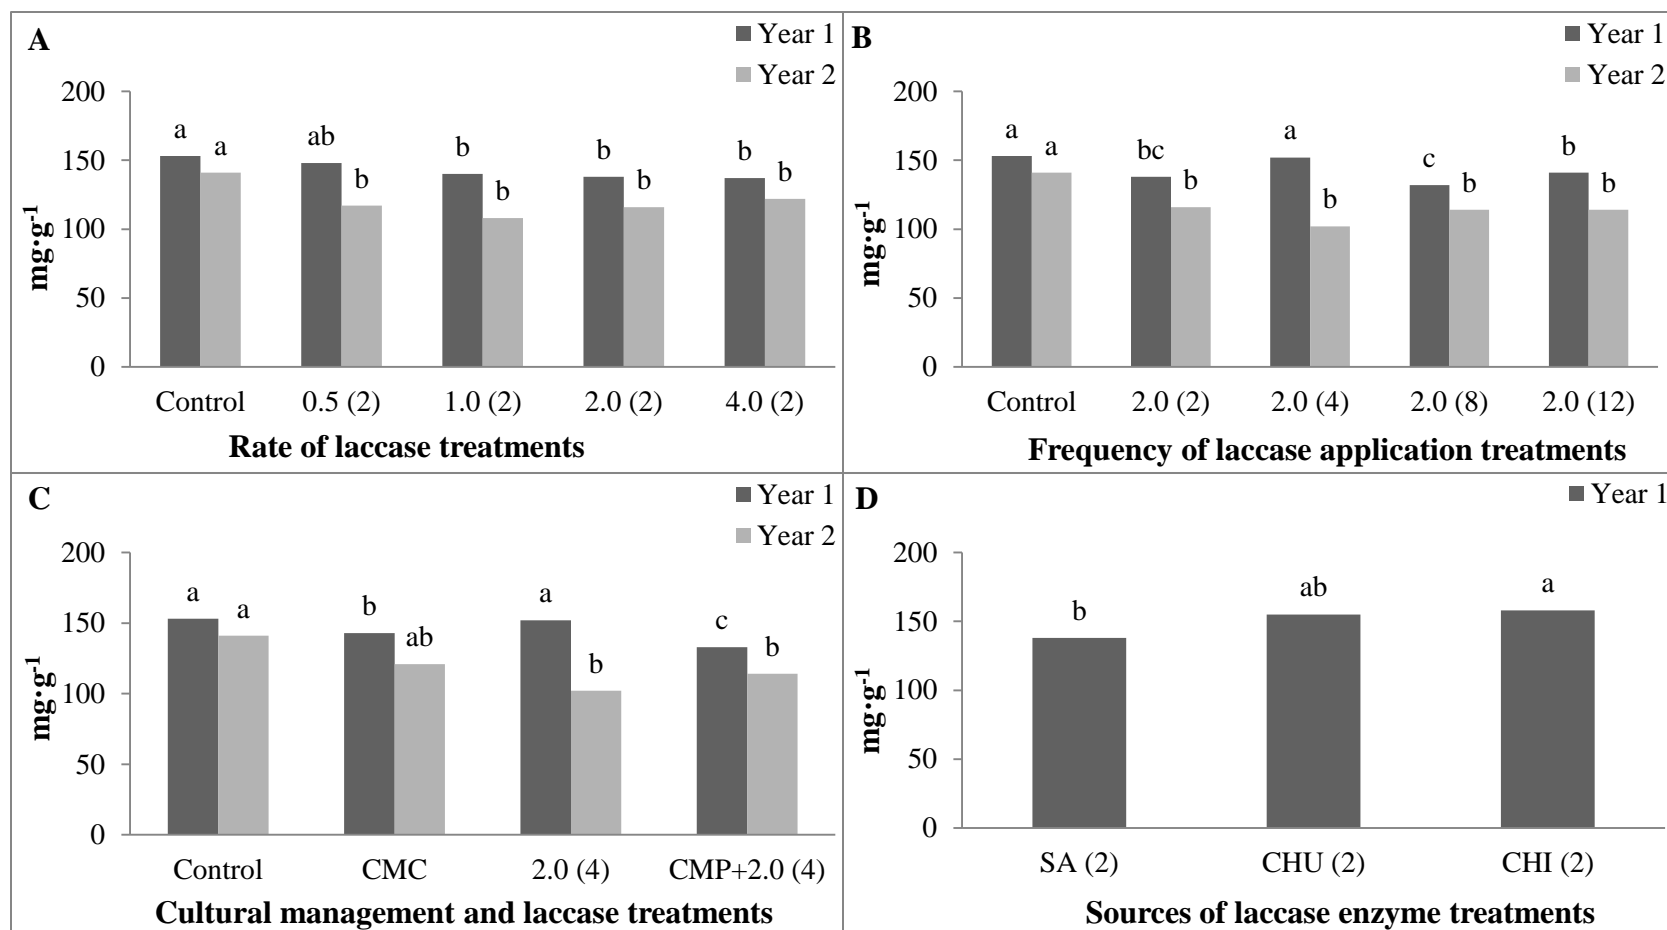 A
Year 1
Year 2
200
150
100
50
0
mg·g-1
a
a
ab
b
b
b
b
b
b
b
Control
0.5 (2)
1.0 (2)
2.0 (2)
4.0 (2)
Rate of laccase treatments
B
Year 1
Year 2
200
150
100
50
0
mg·g-1
a
a
bc
b
a
b
c
b
b
b
Control
2.0 (2)
2.0 (4)
2.0 (8)
2.0 (12)
Frequency of laccase application treatments
C
Year 1
Year 2
200
150
100
50
0
mg·g-1
a
a
b
ab
a
b
c
b
Control
CMC
2.0 (4)
CMP+2.0 (4)
Cultural management and laccase treatments
D
Year 1
200
150
100
50
0
mg·g-1
b
ab
a
SA (2)
CHU (2)
CHI (2)
Sources of laccase enzyme treatments